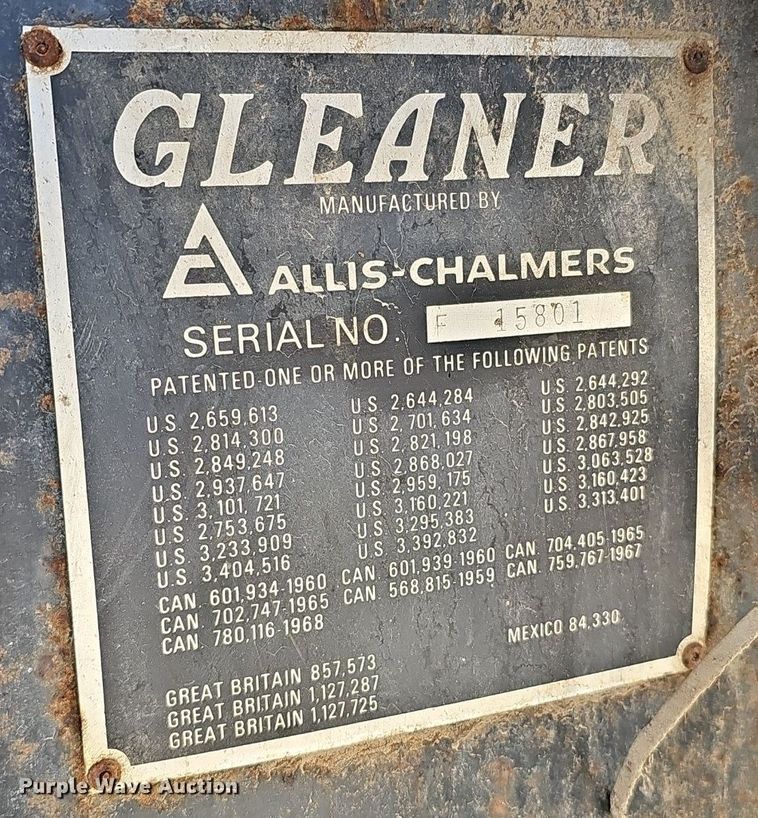 GLEANER
MANUFACTURED BY
ALLIS-CHALMERS
SERIAL NO. F 15801
PATENTED-ONE OR MORE OF THE FOLLOWING PATENTS
U.S. 2,659,613 U.S. 2,644,284 U.S. 2,644,292
U.S. 2,814,300 U.S. 2,701,634 U.S. 2,803,505
U.S. 2,849,248 U.S. 2,821,198 U.S. 2,842,925
U.S. 2,937,647 U.S. 2,868,027 U.S. 2,867,958
U.S. 3,101,721 U.S. 2,959,175 U.S. 3,063,528
U.S. 2,753,675 U.S. 3,160,221 U.S. 3,160,423
U.S. 3,233,909 U.S. 3,295,383 U.S. 3,313,401
U.S. 3,404,516 U.S. 3,392,832
CAN. 601,934-1960 CAN. 601,939-1960 CAN. 704,405-1965
CAN. 702,747-1965 CAN. 568,815-1959 CAN. 759,767-1967
CAN. 780,116-1968
MEXICO 84,330
GREAT BRITAIN 857,573
GREAT BRITAIN 1,127,287
GREAT BRITAIN 1,127,725
Purple Wave Auction